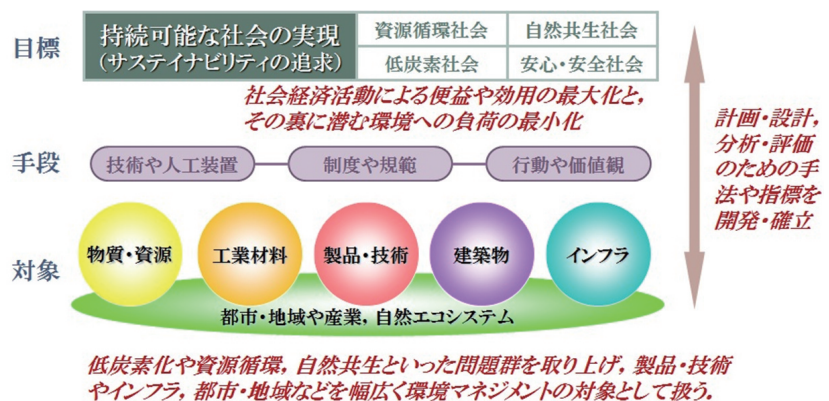 目標
持続可能な社会の実現
(サステイナビリティの追求)
資源循環社会
自然共生社会
低炭素社会
安心・安全社会
社会経済活動による便益や効用の最大化と,
その裏に潜む環境への負荷の最小化
手段
技術や人工装置
制度や規範
行動や価値観
計画・設計,
分析・評価
のための手
法や指標を
開発・確立
対象
物質・資源
工業材料
製品・技術
建築物
インフラ
都市・地域や産業, 自然エコシステム
低炭素化や資源循環, 自然共生といった問題群を取り上げ, 製品・技術
やインフラ, 都市・地域などを幅広く環境マネジメントの対象として扱う.